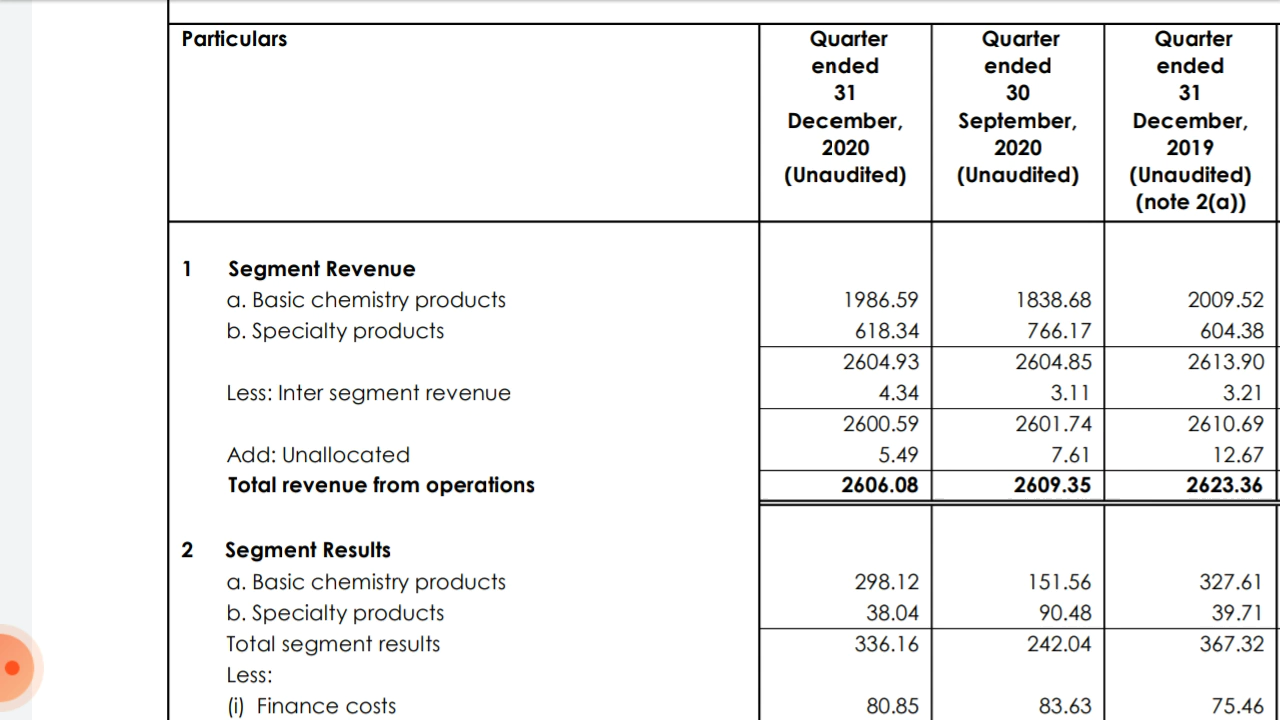 Particulars Quarter ended 31 December, 2020 (Unaudited) Quarter ended 30 September, 2020 (Unaudited) Quarter ended 31 December, 2019 (Unaudited) (note 2(a))
1 Segment Revenue
a. Basic chemistry products 1986.59 1838.68 2009.52
b. Specialty products 618.34 766.17 604.38
2604.93 2604.85 2613.90
Less: Inter segment revenue 4.34 3.11 3.21
2600.59 2601.74 2610.69
Add: Unallocated 5.49 7.61 12.67
Total revenue from operations 2606.08 2609.35 2623.36
2 Segment Results
a. Basic chemistry products 298.12 151.56 327.61
b. Specialty products 38.04 90.48 39.71
Total segment results 336.16 242.04 367.32
Less:
(i) Finance costs 80.85 83.63 75.46